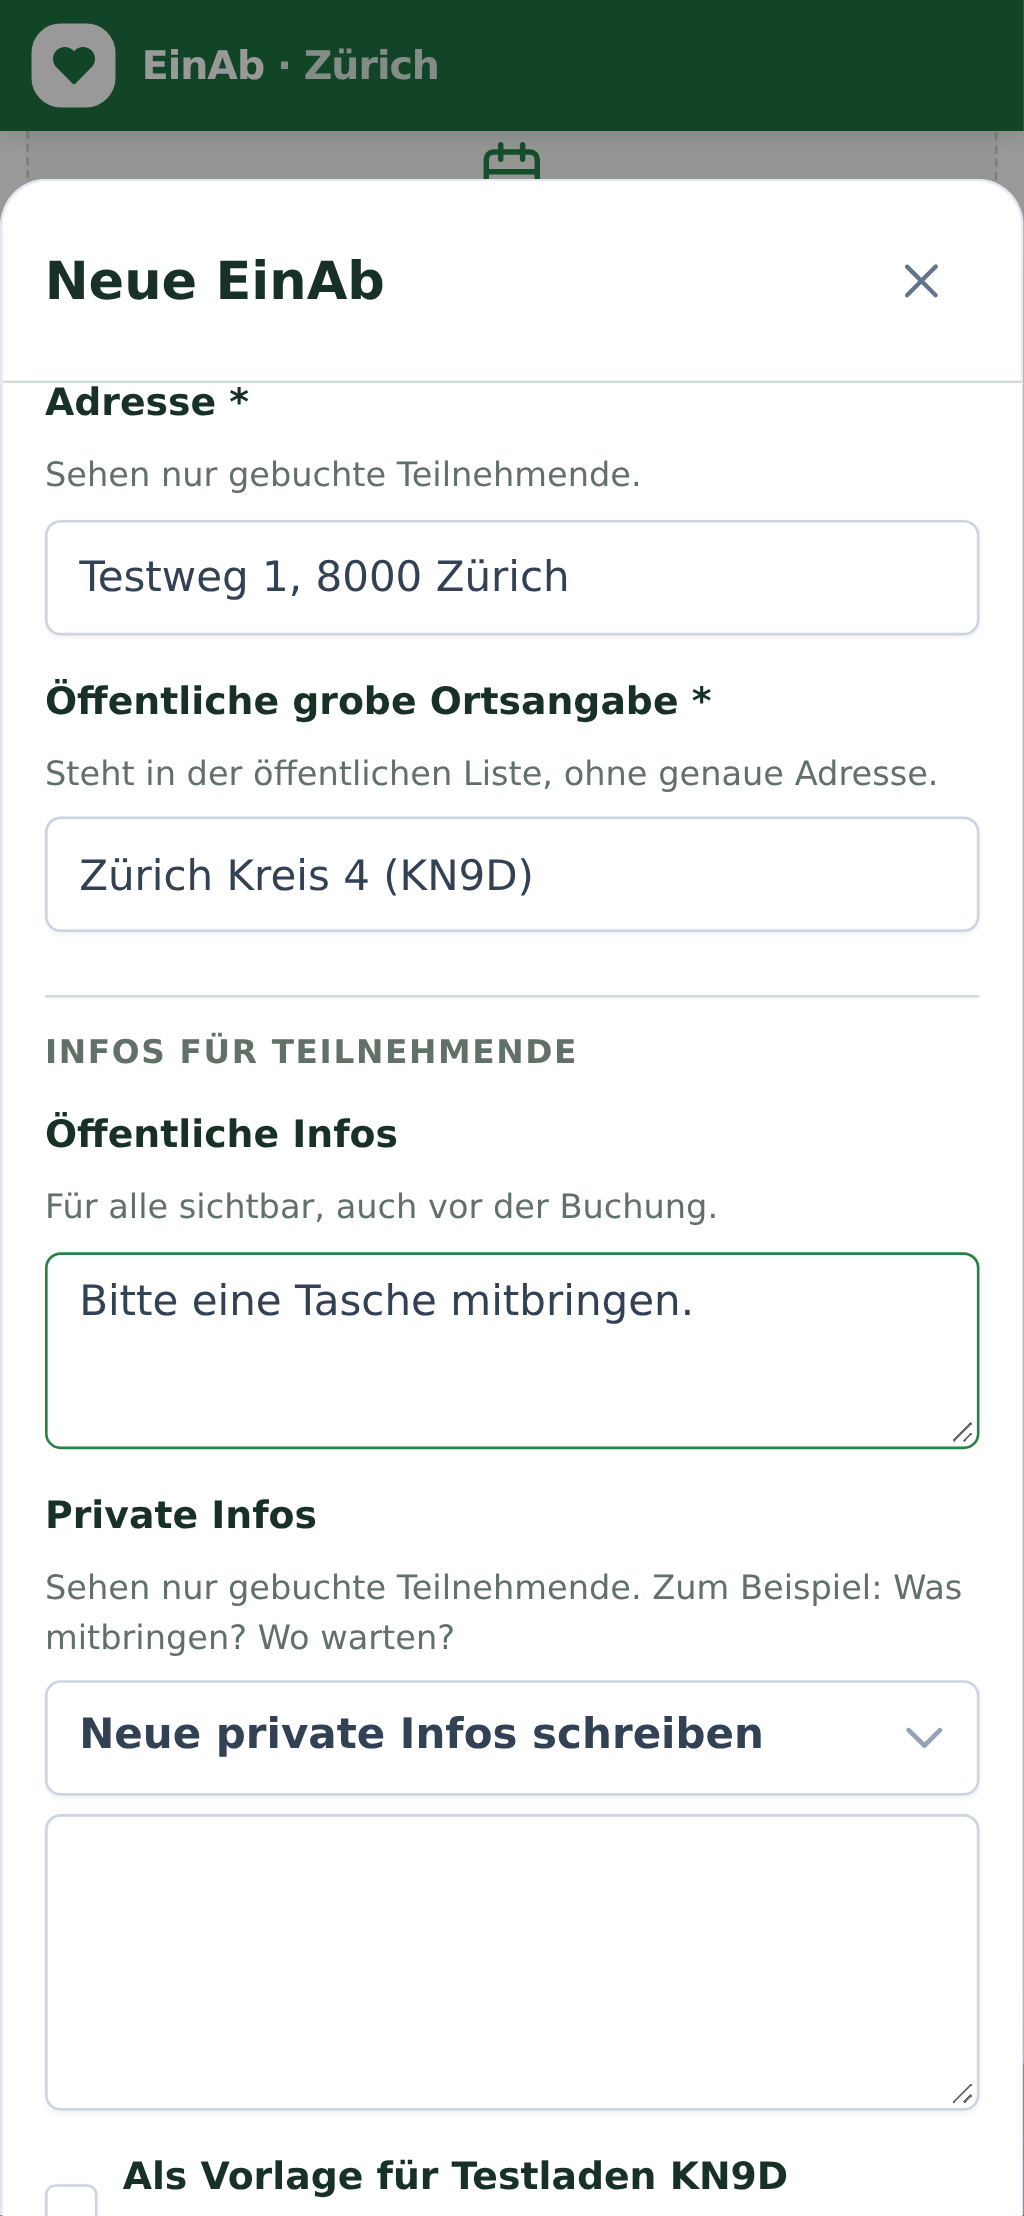 EinAb · Zürich
Neue EinAb
Adresse *
Sehen nur gebuchte Teilnehmende.
Testweg 1, 8000 Zürich
Öffentliche grobe Ortsangabe *
Steht in der öffentlichen Liste, ohne genaue Adresse.
Zürich Kreis 4 (KN9D)
INFOS FÜR TEILNEHMENDE
Öffentliche Infos
Für alle sichtbar, auch vor der Buchung.
Bitte eine Tasche mitbringen.
Private Infos
Sehen nur gebuchte Teilnehmende. Zum Beispiel: Was
mitbringen? Wo warten?
Neue private Infos schreiben
Als Vorlage für Testladen KN9D